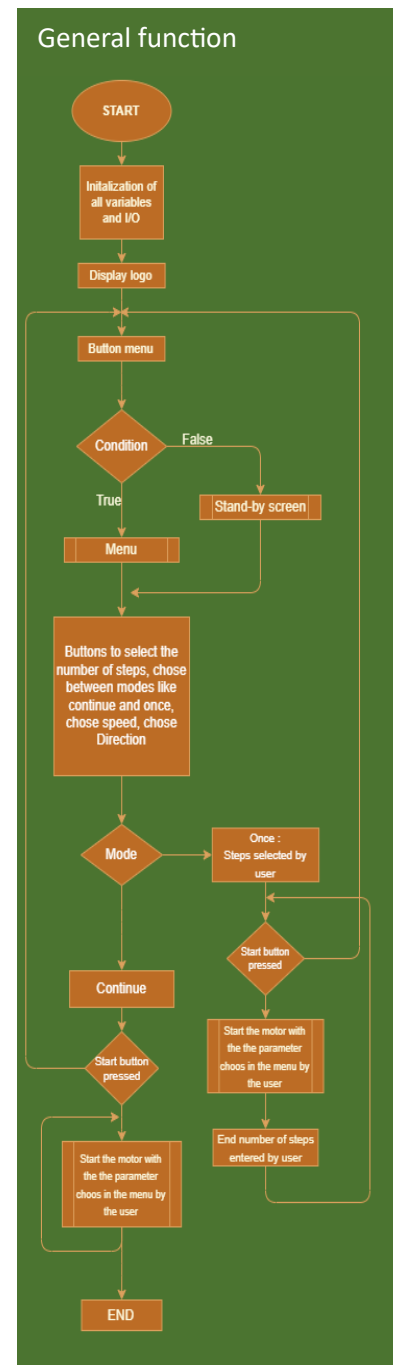 General function
START
Initalization of
all variables
and I/O
Display logo
Button menu
Condition
False
True
Stand-by screen
Menu
Buttons to select the
number of steps, chose
between modes like
continue and once,
chose speed, chose
Direction
Mode
Once :
Steps selected by
user
Start button
pressed
Continue
Start the motor with
the the parameter
choos in the menu by
the user
Start button
pressed
End number of steps
entered by user
Start the motor with
the the parameter
choos in the menu by
the user
END